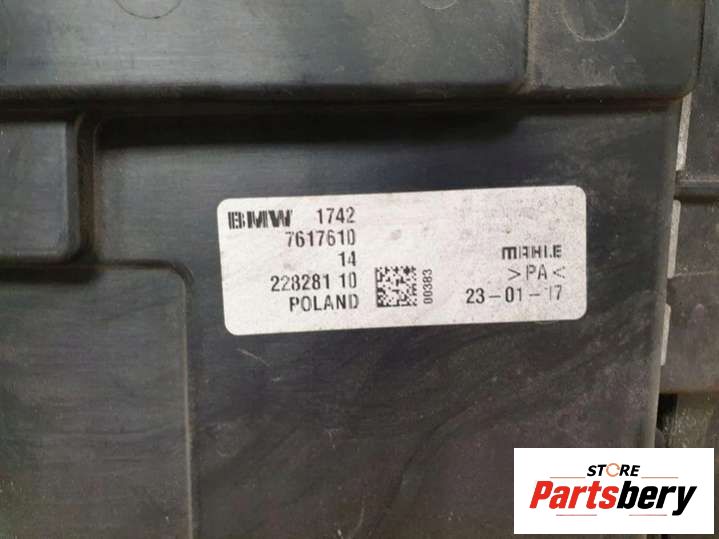 BMW 1742
7617610
14
228281 10
POLAND
00383
MAHLE
>PA<
23-01-17
STORE
Partsbery